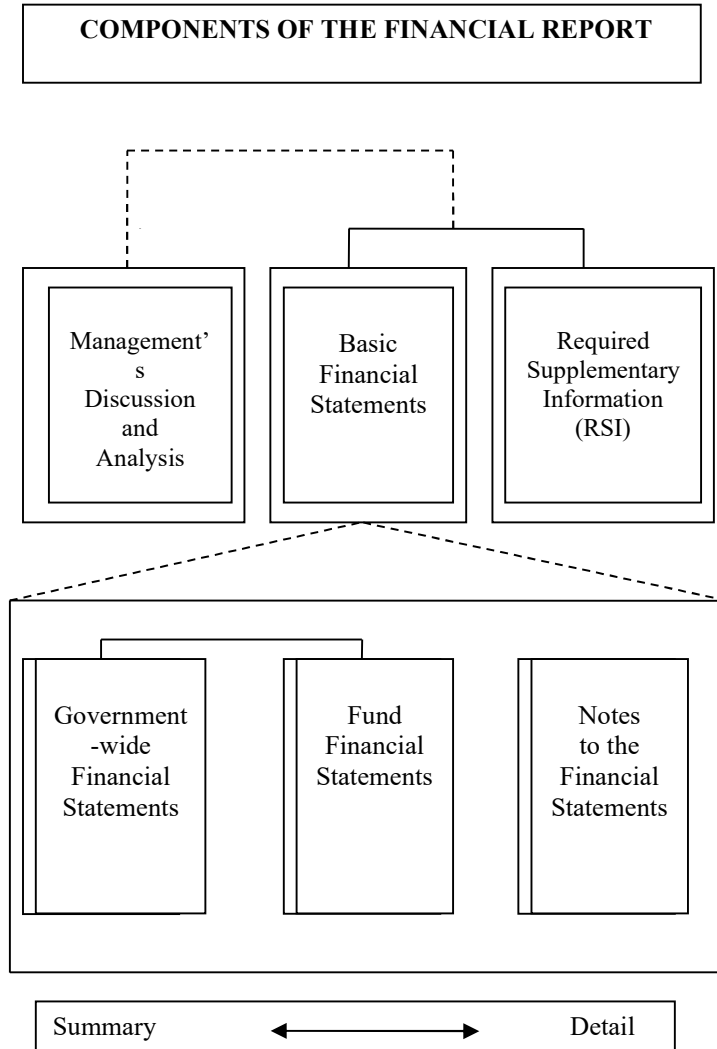 COMPONENTS OF THE FINANCIAL REPORT
Management’
s
Discussion
and
Analysis
Basic
Financial
Statements
Required
Supplementary
Information
(RSI)
Government
-wide
Financial
Statements
Fund
Financial
Statements
Notes
to the
Financial
Statements
Summary Detail